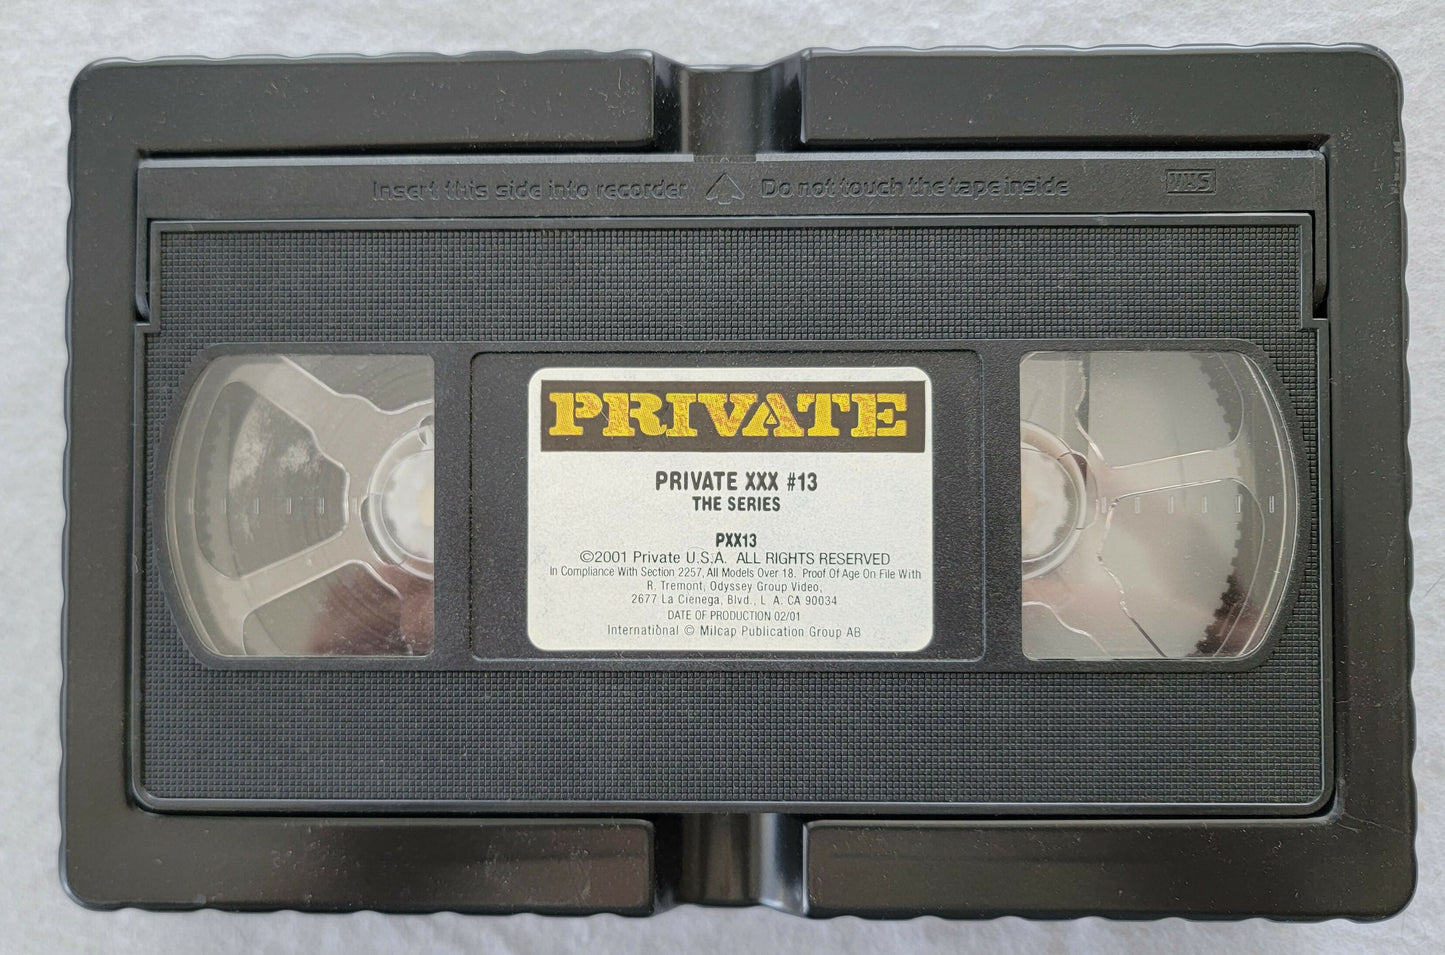 Insert this side into recorder Do not touch the tape inside VHS
PRIVATE
PRIVATE XXX #13
THE SERIES
PXX13
©2001 Private U.S.A. ALL RIGHTS RESERVED
In Compliance With Section 2257, All Models Over 18. Proof Of Age On File With
R. Tremont, Odyssey Group Video,
2677 La Cienega, Blvd., L A. CA 90034
DATE OF PRODUCTION 02/01
International © Milcap Publication Group AB